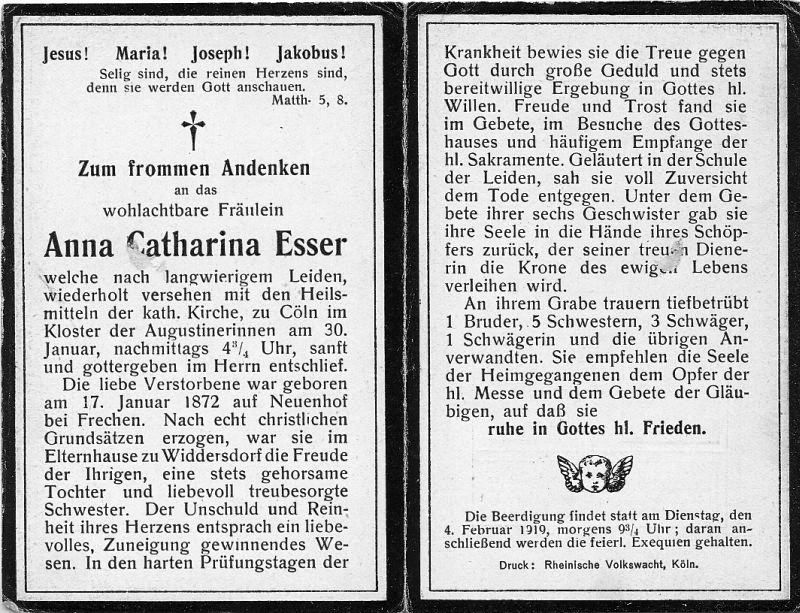 Jesus! Maria! Joseph! Jakobus!
Selig sind, die reinen Herzens sind,
denn sie werden Gott anschauen.
Matth. 5, 8.
Zum frommen Andenken
an das
wohlachtbare Fräulein
Anna Catharina Esser
welche nach langwierigem Leiden,
wiederholt versehen mit den Heils-
mitteln der kath. Kirche, zu Cöln im
Kloster der Augustinerinnen am 30.
Januar, nachmittags 4³/₄ Uhr, sanft
und gottergeben im Herrn entschlief.
Die liebe Verstorbene war geboren
am 17. Januar 1872 auf Neuenhof
bei Frechen. Nach echt christlichen
Grundsätzen erzogen, war sie im
Elternhause zu Widdersdorf die Freude
der Ihrigen, eine stets gehorsame
Tochter und liebevoll treubesorgte
Schwester. Der Unschuld und Rein-
heit ihres Herzens entsprach ein liebe-
volles, Zuneigung gewinnendes We-
sen. In den harten Prüfungstagen der
Krankheit bewies sie die Treue gegen
Gott durch große Geduld und stets
bereitwillige Ergebung in Gottes hl.
Willen. Freude und Trost fand sie
im Gebete, im Besuche des Gottes-
hauses und häufigem Empfange der
hl. Sakramente. Geläutert in der Schule
der Leiden, sah sie voll Zuversicht
dem Tode entgegen. Unter dem Ge-
bete ihrer sechs Geschwister gab sie
ihre Seele in die Hände ihres Schöp-
fers zurück, der seiner treuen Diene-
rin die Krone des ewigen Lebens
verleihen wird.
An ihrem Grabe trauern tiefbetrübt
1 Bruder, 5 Schwestern, 3 Schwäger,
1 Schwägerin und die übrigen An-
verwandten. Sie empfehlen die Seele
der Heimgegangenen dem Opfer der
hl. Messe und dem Gebete der Gläu-
bigen, auf daß sie
ruhe in Gottes hl. Frieden.
Die Beerdigung findet statt am Dienstag, den
4. Februar 1919, morgens 9³/₄ Uhr; daran an-
schließend werden die feierl. Exequien gehalten.
Druck: Rheinische Volkswacht, Köln.